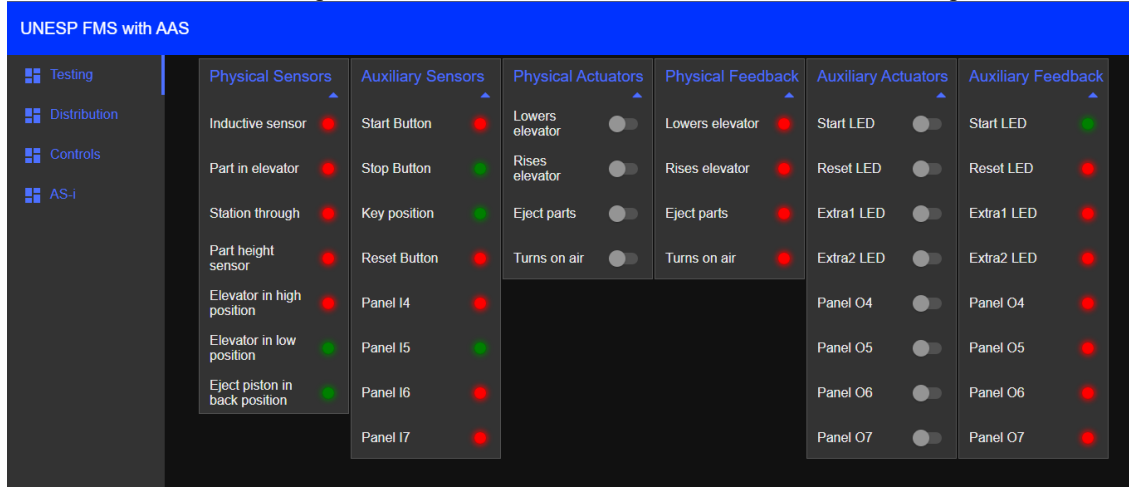 UNESP FMS with AAS
Testing
Distribution
Controls
AS-i
Physical Sensors
Inductive sensor
Part in elevator
Station through
Part height
sensor
Elevator in high
position
Elevator in low
position
Eject piston in
back position
Auxiliary Sensors
Start Button
Stop Button
Key position
Reset Button
Panel I4
Panel I5
Panel I6
Panel I7
Physical Actuators
Lowers
elevator
Rises
elevator
Eject parts
Turns on air
Physical Feedback
Lowers elevator
Rises elevator
Eject parts
Turns on air
Auxiliary Actuators
Start LED
Reset LED
Extra1 LED
Extra2 LED
Panel O4
Panel O5
Panel O6
Panel O7
Auxiliary Feedback
Start LED
Reset LED
Extra1 LED
Extra2 LED
Panel O4
Panel O5
Panel O6
Panel O7